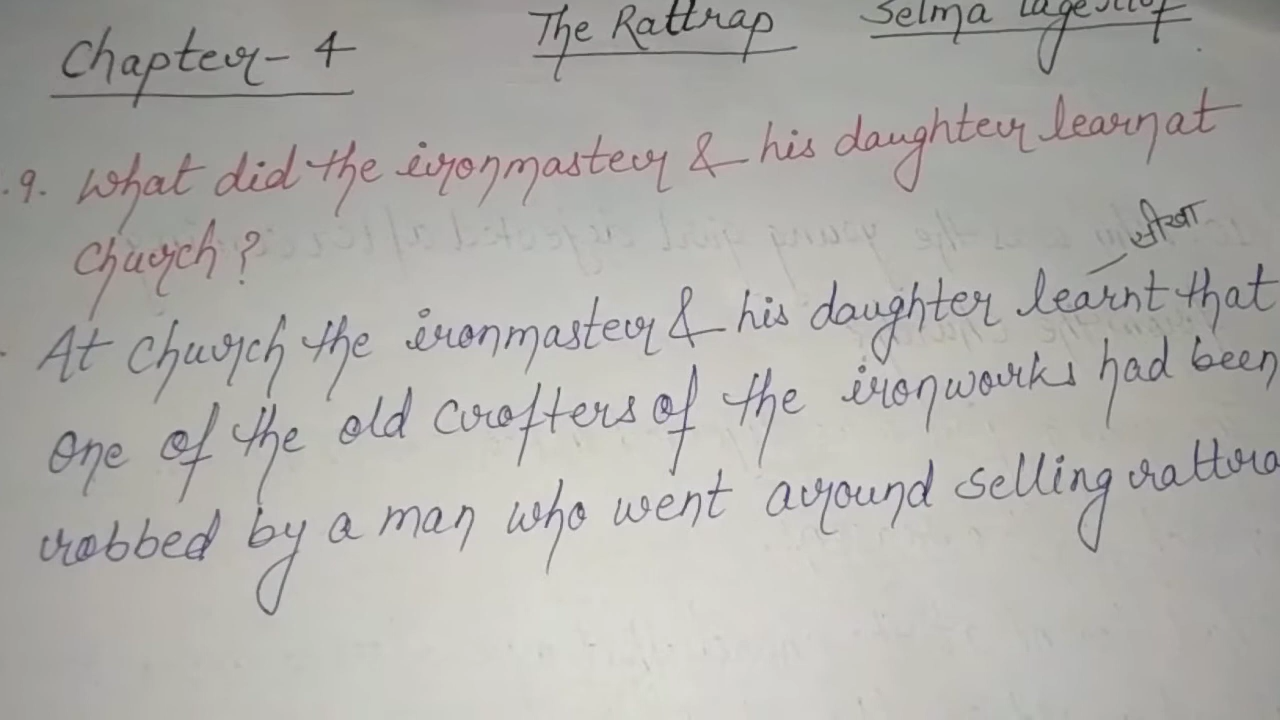 Chapter - 4 The Rattrap Selma Lagerlof
.9. What did the ironmaster & his daughter learn at
Church?
सीखा
At Church the ironmaster & his daughter learnt that
one of the old crofters of the ironworks had been
robbed by a man who went around selling rattra